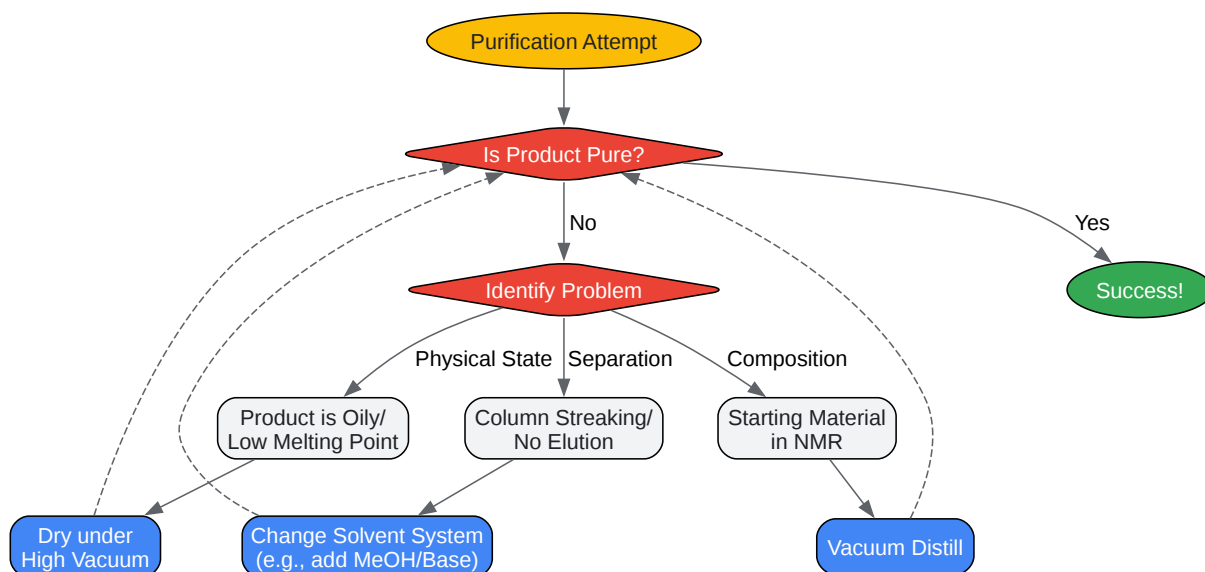 Purification Attempt
Is Product Pure?
No
Yes
Identify Problem
Success!
Physical State
Separation
Composition
Product is Oily/
Low Melting Point
Column Streaking/
No Elution
Starting Material
in NMR
Dry under
High Vacuum
Change Solvent System
(e.g., add MeOH/Base)
Vacuum Distill